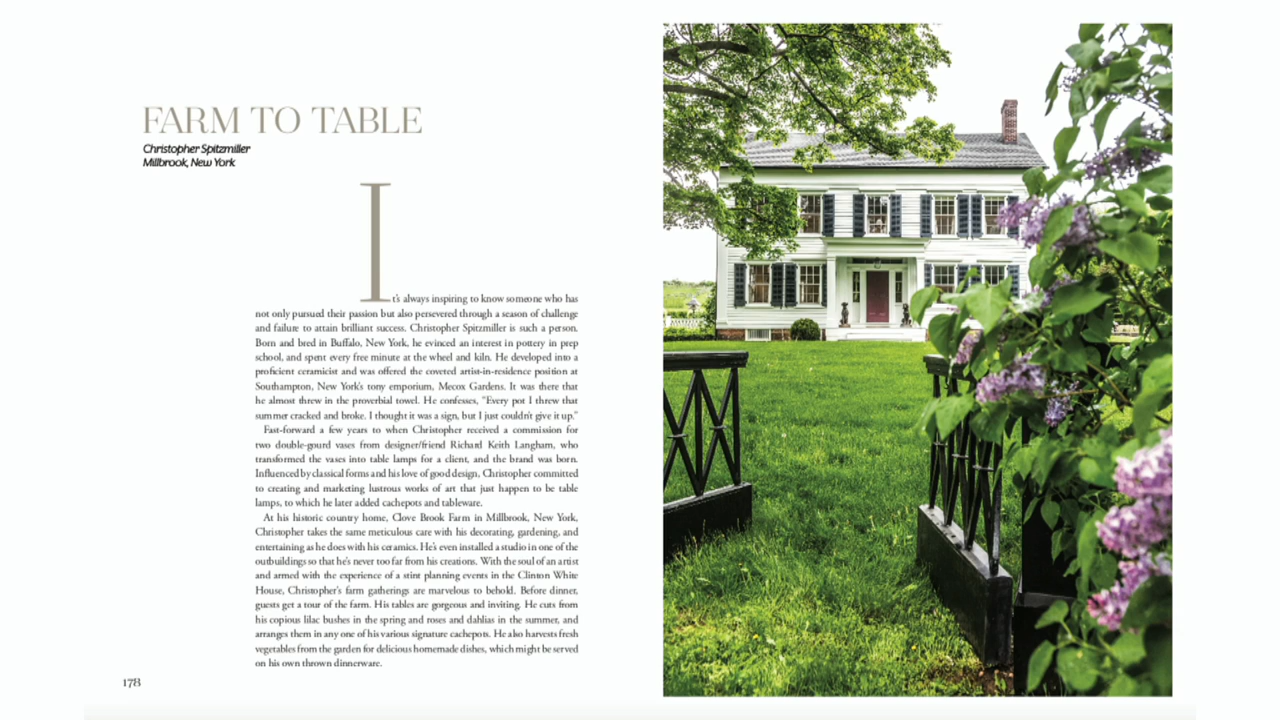 FARM TO TABLE
Christopher Spitzmiller
Millbrook, New York
It's always inspiring to know someone who has
not only pursued their passion but also persevered through a season of challenge
and failure to attain brilliant success. Christopher Spitzmiller is such a person.
Born and bred in Buffalo, New York, he evinced an interest in pottery in prep
school, and spent every free minute at the wheel and kiln. He developed into a
proficient ceramicist and was offered the coveted artist-in-residence position at
Southampton, New York's tony emporium, Mecox Gardens. It was there that
he almost threw in the proverbial towel. He confesses, "Every pot I threw that
summer cracked and broke. I thought it was a sign, but I just couldn't give it up."
Fast-forward a few years to when Christopher received a commission for
two double-gourd vases from designer/friend Richard Keith Langham, who
transformed the vases into table lamps for a client, and the brand was born.
Influenced by classical forms and his love of good design, Christopher committed
to creating and marketing lustrous works of art that just happen to be table
lamps, to which he later added cachepots and tableware.
At his historic country home, Clove Brook Farm in Millbrook, New York,
Christopher takes the same meticulous care with his decorating, gardening, and
entertaining as he does with his ceramics. He's even installed a studio in one of the
outbuildings so that he's never too far from his creations. With the soul of an artist
and armed with the experience of a stint planning events in the Clinton White
House, Christopher's farm gatherings are marvelous to behold. Before dinner,
guests get a tour of the farm. His tables are gorgeous and inviting. He cuts from
his copious lilac bushes in the spring and roses and dahlias in the summer, and
arranges them in any one of his various signature cachepots. He also harvests fresh
vegetables from the garden for delicious homemade dishes, which might be served
on his own thrown dinnerware.
178